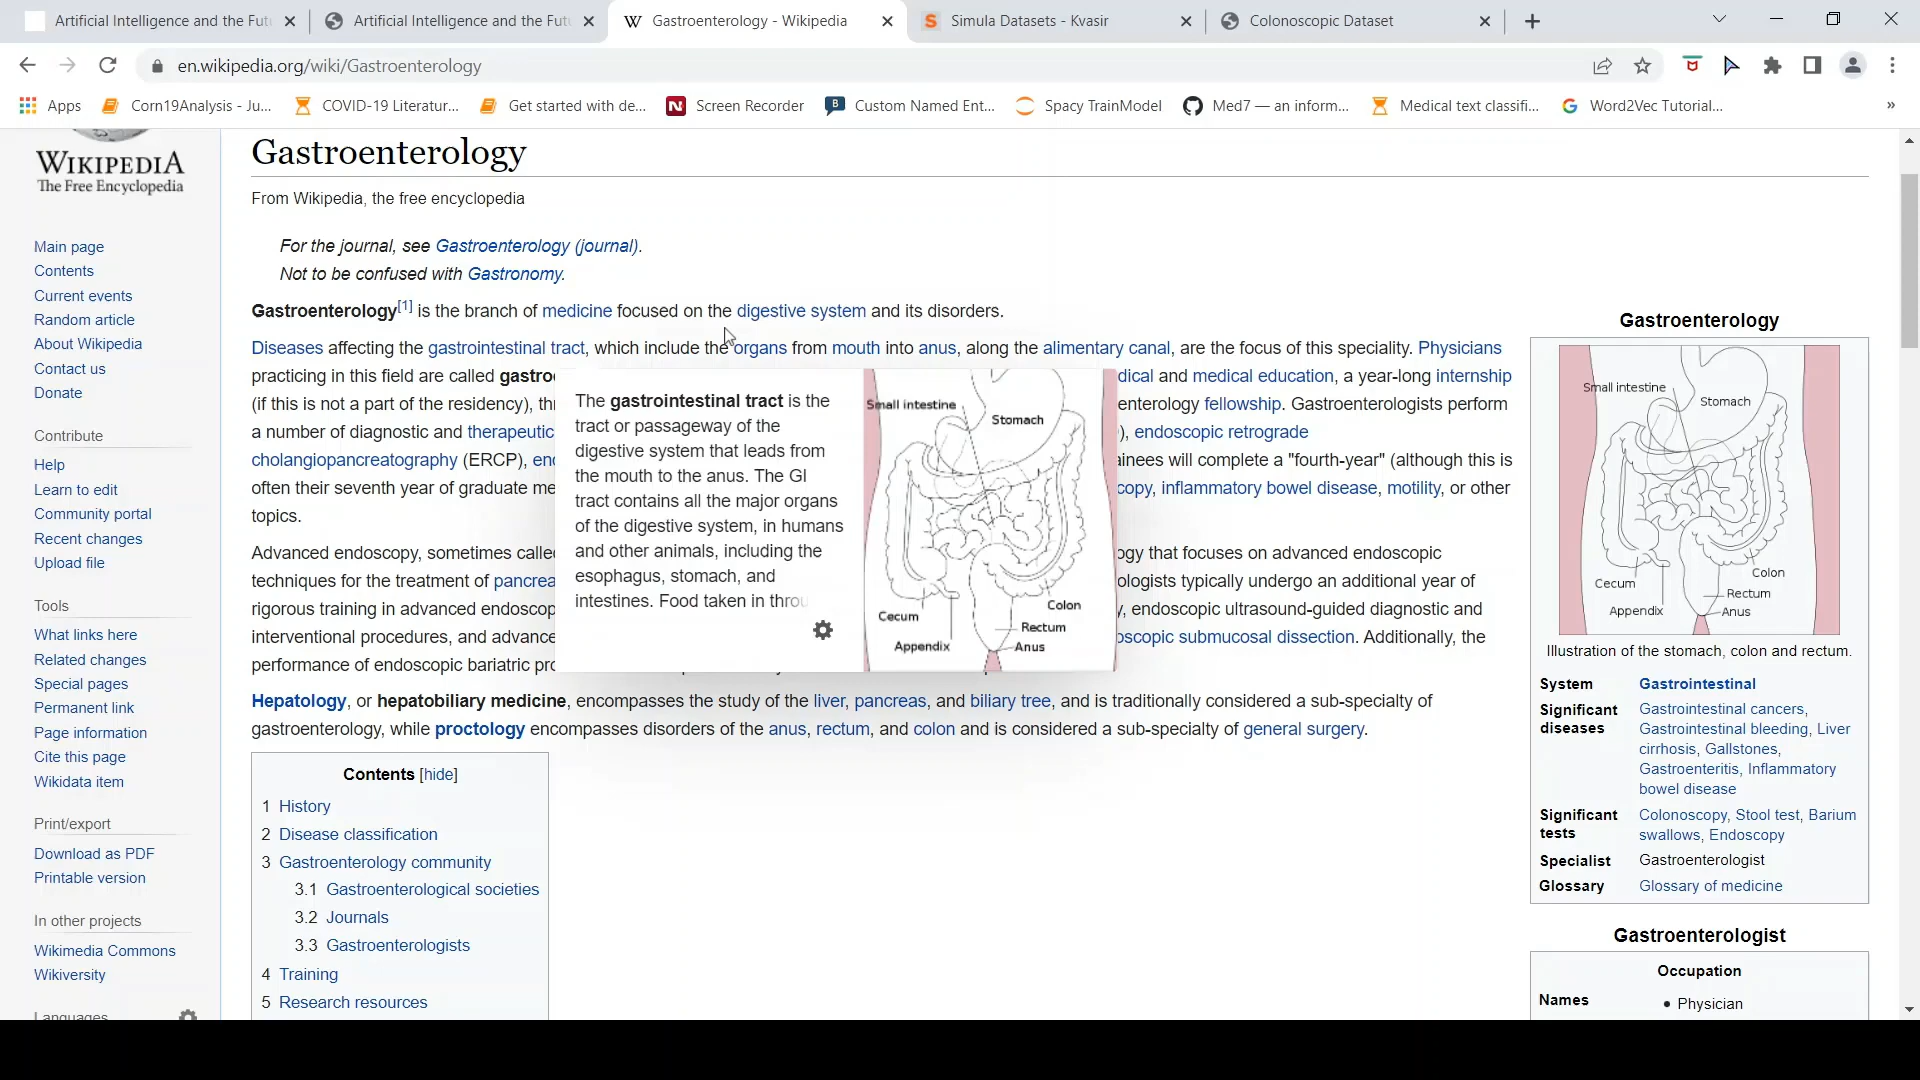 Artificial Intelligence and the Fut
Artificial Intelligence and the Fut
Gastroenterology - Wikipedia
Simula Datasets - Kvasir
Colonoscopic Dataset
en.wikipedia.org/wiki/Gastroenterology
Apps
Corn19Analysis - Ju...
COVID-19 Literatur...
Get started with de...
Screen Recorder
Custom Named Ent...
Spacy TrainModel
Med7 — an inform...
Medical text classifi...
Word2Vec Tutorial...
WIKIPEDIA
The Free Encyclopedia
Main page
Contents
Current events
Random article
About Wikipedia
Contact us
Donate
Contribute
Help
Learn to edit
Community portal
Recent changes
Upload file
Tools
What links here
Related changes
Special pages
Permanent link
Page information
Cite this page
Wikidata item
Print/export
Download as PDF
Printable version
In other projects
Wikimedia Commons
Wikiversity
Languages
Gastroenterology
From Wikipedia, the free encyclopedia
For the journal, see Gastroenterology (journal).
Not to be confused with Gastronomy.
Gastroenterology[1] is the branch of medicine focused on the digestive system and its disorders.
Diseases affecting the gastrointestinal tract, which include the organs from mouth into anus, along the alimentary canal, are the focus of this speciality. Physicians
practicing in this field are called gastro dical and medical education, a year-long internship
(if this is not a part of the residency), th enterology fellowship. Gastroenterologists perform
a number of diagnostic and therapeutic ), endoscopic retrograde
cholangiopancreatography (ERCP), en ainees will complete a "fourth-year" (although this is
often their seventh year of graduate me copy, inflammatory bowel disease, motility, or other
topics.
Advanced endoscopy, sometimes calle ogy that focuses on advanced endoscopic
techniques for the treatment of pancrea ologists typically undergo an additional year of
rigorous training in advanced endoscop y, endoscopic ultrasound-guided diagnostic and
interventional procedures, and advance oscopic submucosal dissection. Additionally, the
performance of endoscopic bariatric pro
Hepatology, or hepatobiliary medicine, encompasses the study of the liver, pancreas, and biliary tree, and is traditionally considered a sub-specialty of
gastroenterology, while proctology encompasses disorders of the anus, rectum, and colon and is considered a sub-specialty of general surgery.
The gastrointestinal tract is the
tract or passageway of the
digestive system that leads from
the mouth to the anus. The GI
tract contains all the major organs
of the digestive system, in humans
and other animals, including the
esophagus, stomach, and
intestines. Food taken in throu
Small intestine
Stomach
Cecum
Colon
Rectum
Appendix
Anus
Contents [hide]
1 History
2 Disease classification
3 Gastroenterology community
3.1 Gastroenterological societies
3.2 Journals
3.3 Gastroenterologists
4 Training
5 Research resources
Gastroenterology
Small intestine
Stomach
Colon
Cecum
Rectum
Appendix
Anus
Illustration of the stomach, colon and rectum.
System Gastrointestinal
Significant Gastrointestinal cancers,
diseases Gastrointestinal bleeding, Liver
cirrhosis, Gallstones,
Gastroenteritis, Inflammatory
bowel disease
Significant Colonoscopy, Stool test, Barium
tests swallows, Endoscopy
Specialist Gastroenterologist
Glossary Glossary of medicine
Gastroenterologist
Occupation
Names • Physician